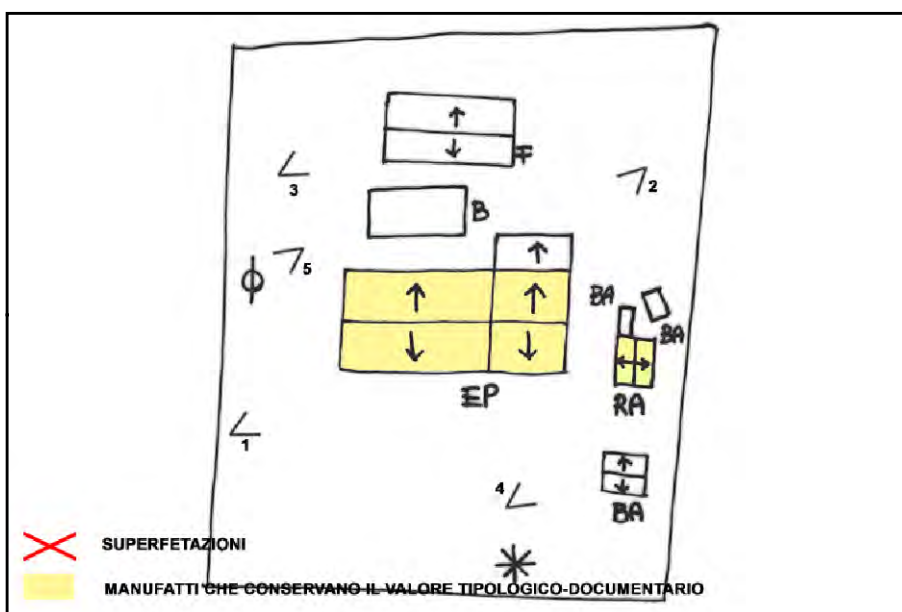 F
3
2
B
5
BA
BA
EP
RA
1
4
BA
SUPERFETAZIONI
MANUFATTI CHE CONSERVANO IL VALORE TIPOLOGICO-DOCUMENTARIO